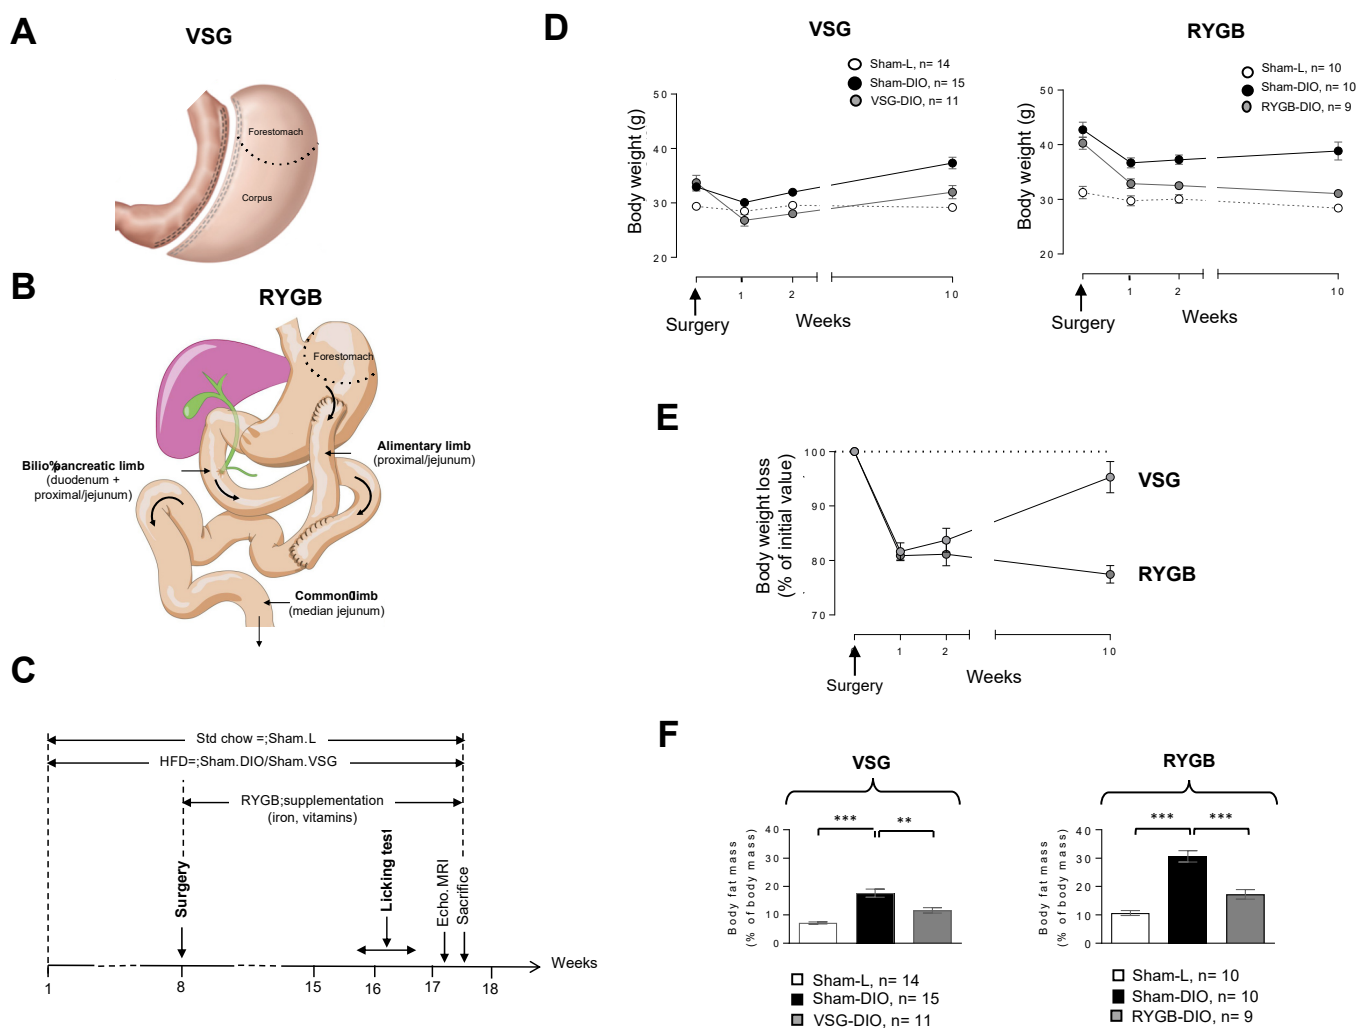 A
VSG
Forestomach
Corpus
B
RYGB
Forestomach
Alimentary limb
(proximal/jejunum)
Bilio%pancreatic limb
(duodenum +
proximal/jejunum)
Common limb
(median jejunum)
C
Std chow =;Sham.L
HFD=;Sham.DIO/Sham.VSG
RYGB;supplementation
(iron, vitamins)
Surgery
Licking test
Echo.MRI
Sacrifice
Weeks
1
8
15
16
17
18
D
VSG
Sham-L, n= 14
Sham-DIO, n= 15
VSG-DIO, n= 11
Body weight (g)
50
40
30
20
1
2
10
Surgery
Weeks
RYGB
Sham-L, n= 10
Sham-DIO, n= 10
RYGB-DIO, n= 9
Body weight (g)
50
40
30
20
1
2
10
Surgery
Weeks
E
Body weight loss
(% of initial value)
100
90
80
70
VSG
RYGB
1
2
10
Surgery
Weeks
F
VSG
Body fat mass
(% of body mass)
40
30
20
10
0
***
**
Sham-L, n= 14
Sham-DIO, n= 15
VSG-DIO, n= 11
RYGB
Body fat mass
(% of body mass)
40
30
20
10
0
***
***
Sham-L, n= 10
Sham-DIO, n= 10
RYGB-DIO, n= 9